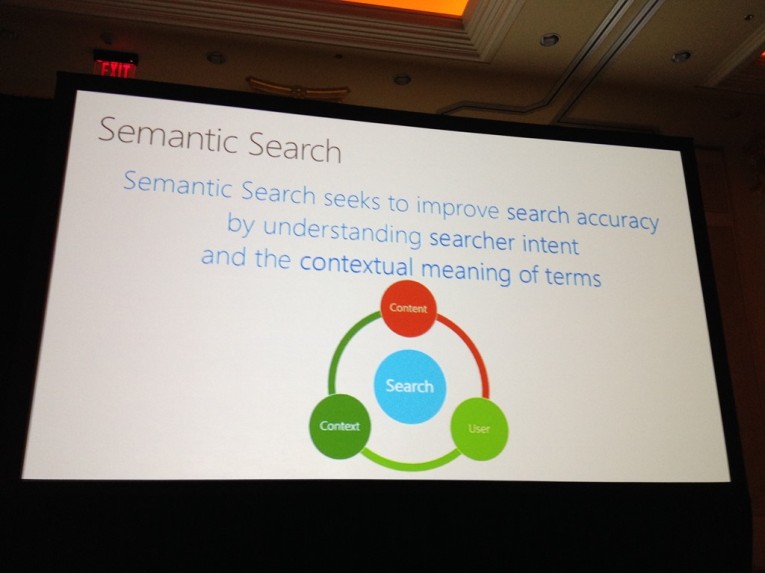 EXIT
Semantic Search
Semantic Search seeks to improve search accuracy
by understanding searcher intent
and the contextual meaning of terms
Content
Search
Context
User